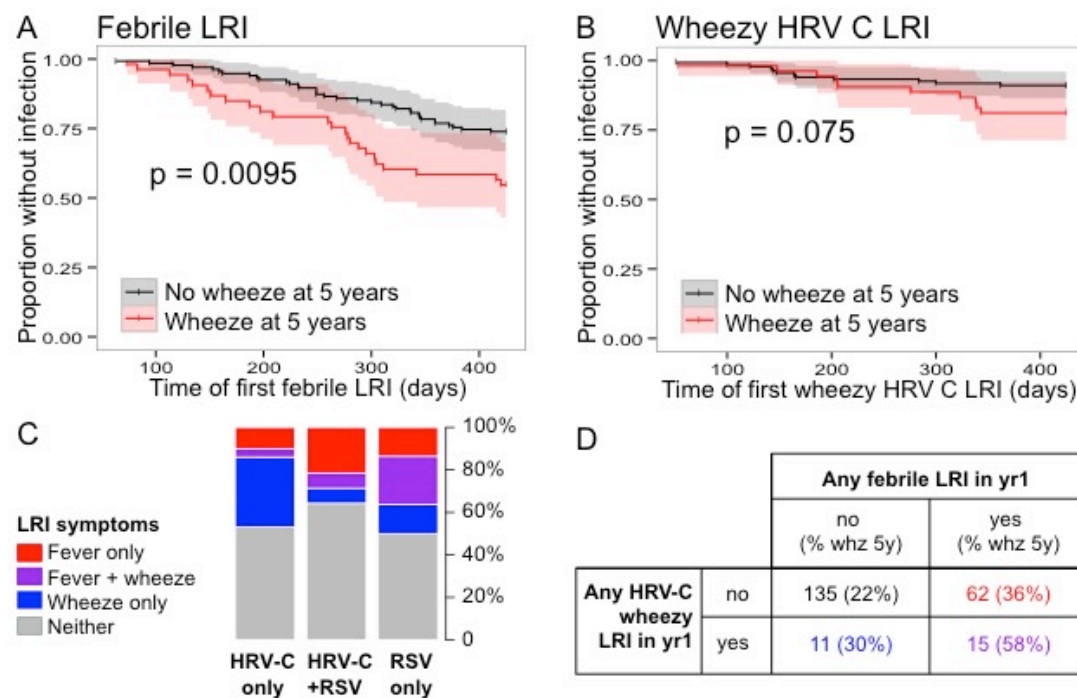 A Febrile LRI
Proportion without infection
1.00
0.75
0.50
0.25
0.00
p = 0.0095
No wheeze at 5 years
Wheeze at 5 years
100 200 300 400
Time of first febrile LRI (days)
B Wheezy HRV C LRI
Proportion without infection
1.00
0.75
0.50
0.25
0.00
p = 0.075
No wheeze at 5 years
Wheeze at 5 years
100 200 300 400
Time of first wheezy HRV C LRI (days)
C
LRI symptoms
Fever only
Fever + wheeze
Wheeze only
Neither
100%
80%
60%
40%
20%
0
HRV-C only
HRV-C +RSV
RSV only
D
Any febrile LRI in yr1
no (% whz 5y)
yes (% whz 5y)
Any HRV-C wheezy LRI in yr1
no 135 (22%) 62 (36%)
yes 11 (30%) 15 (58%)